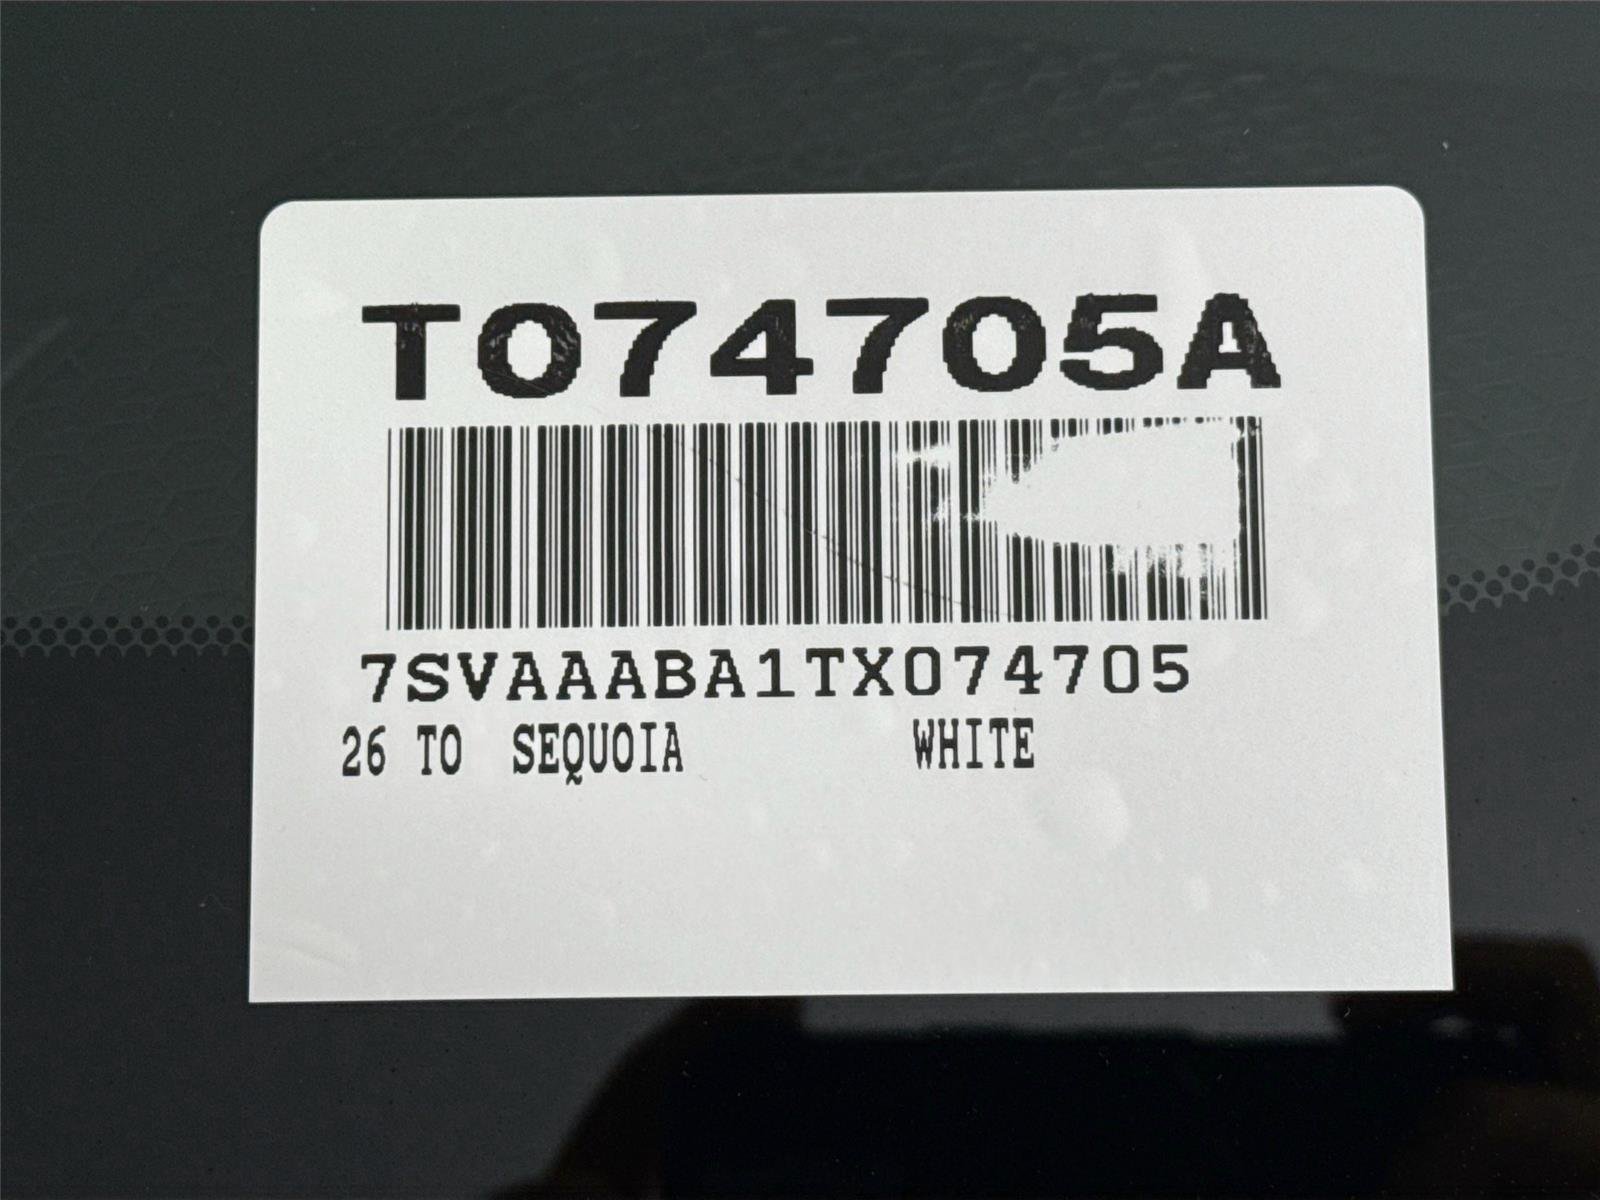 T074705A
7SVAAABA1TX074705
26 TO SEQUOIA WHITE